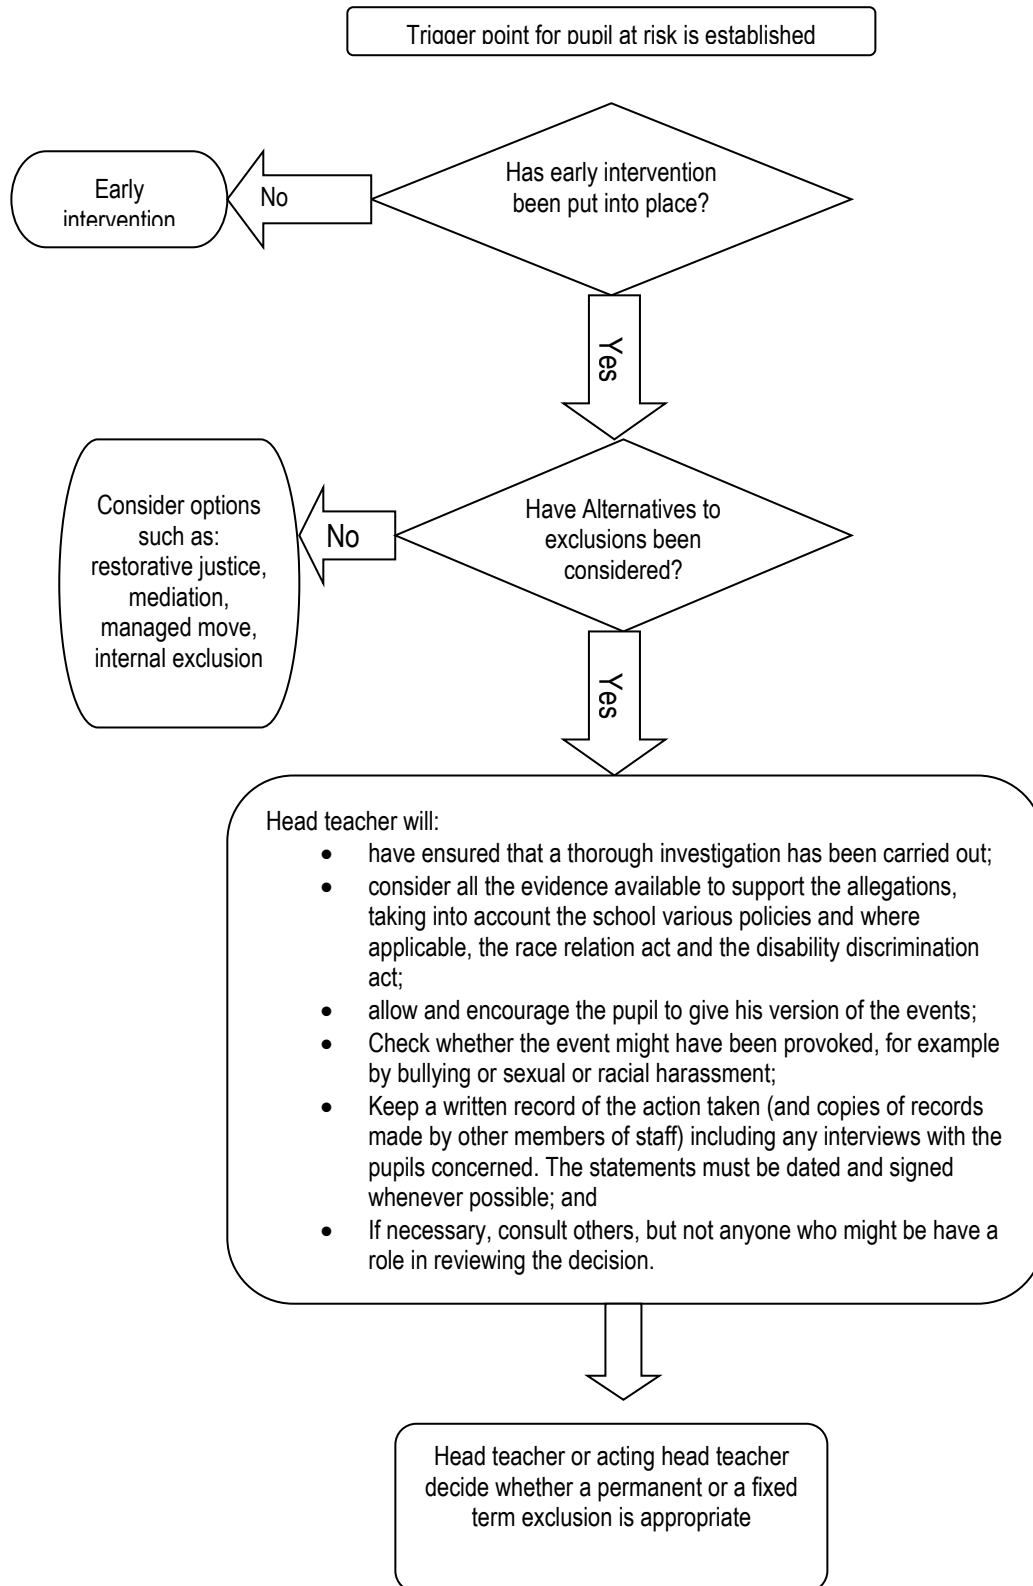 Trigger point for pupil at risk is established
Has early intervention
been put into place?
No
Early
intervention
Yes
Have Alternatives to
exclusions been
considered?
No
Consider options
such as:
restorative justice,
mediation,
managed move,
internal exclusion
Yes
Head teacher will:
• have ensured that a thorough investigation has been carried out;
• consider all the evidence available to support the allegations,
taking into account the school various policies and where
applicable, the race relation act and the disability discrimination
act;
• allow and encourage the pupil to give his version of the events;
• Check whether the event might have been provoked, for example
by bullying or sexual or racial harassment;
• Keep a written record of the action taken (and copies of records
made by other members of staff) including any interviews with the
pupils concerned. The statements must be dated and signed
whenever possible; and
• If necessary, consult others, but not anyone who might be have a
role in reviewing the decision.
Head teacher or acting head teacher
decide whether a permanent or a fixed
term exclusion is appropriate